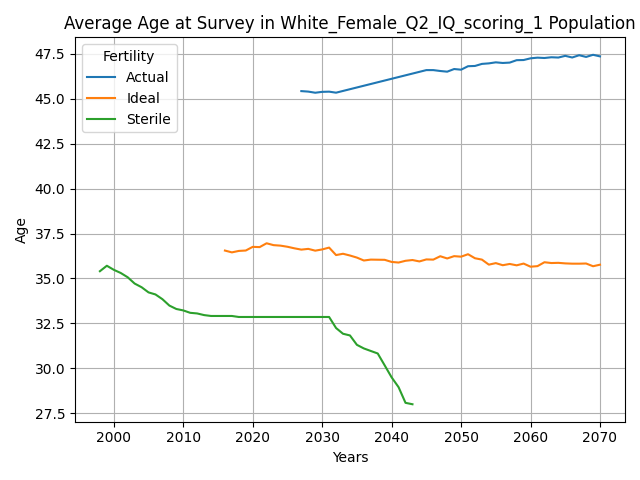 Average Age at Survey in White_Female_Q2_IQ_scoring_1 Population
Fertility
Actual
Ideal
Sterile
47.5
45.0
42.5
40.0
37.5
35.0
32.5
30.0
27.5
Age
2000 2010 2020 2030 2040 2050 2060 2070
Years